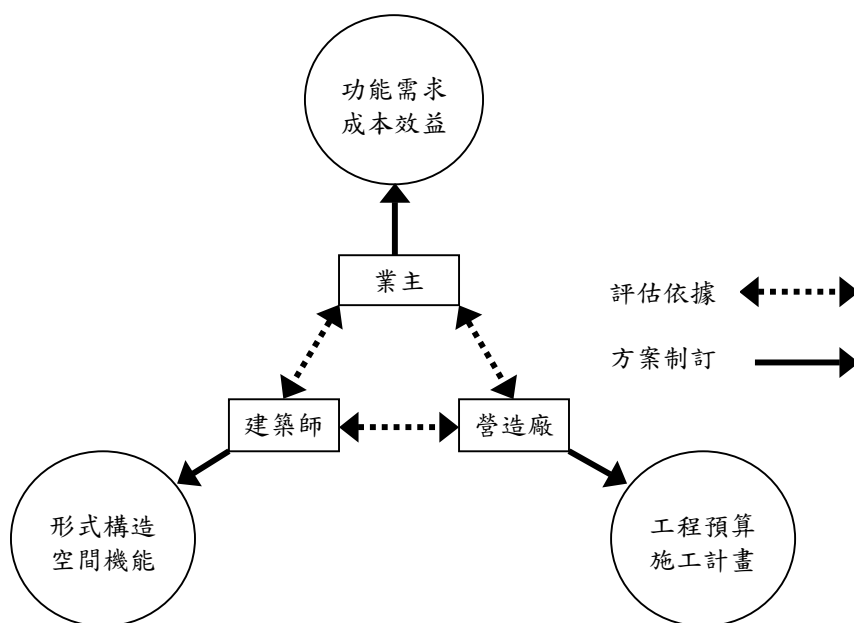 功能需求
成本效益
業主
評估依據
方案制訂
建築師
營造廠
形式構造
空間機能
工程預算
施工計畫